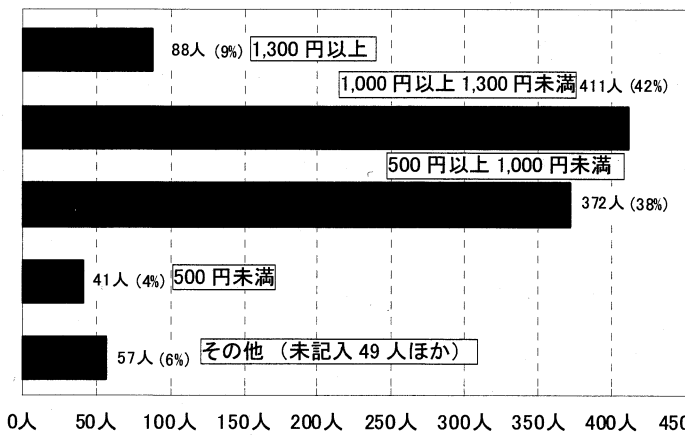 88人 (9%) 1,300 円以上
1,000 円以上 1,300 円未満 411人 (42%)
500 円以上 1,000 円未満
372人 (38%)
41人 (4%) 500 円未満
57人 (6%) その他 （未記入 49 人ほか）
0人 50人 100人 150人 200人 250人 300人 350人 400人 450